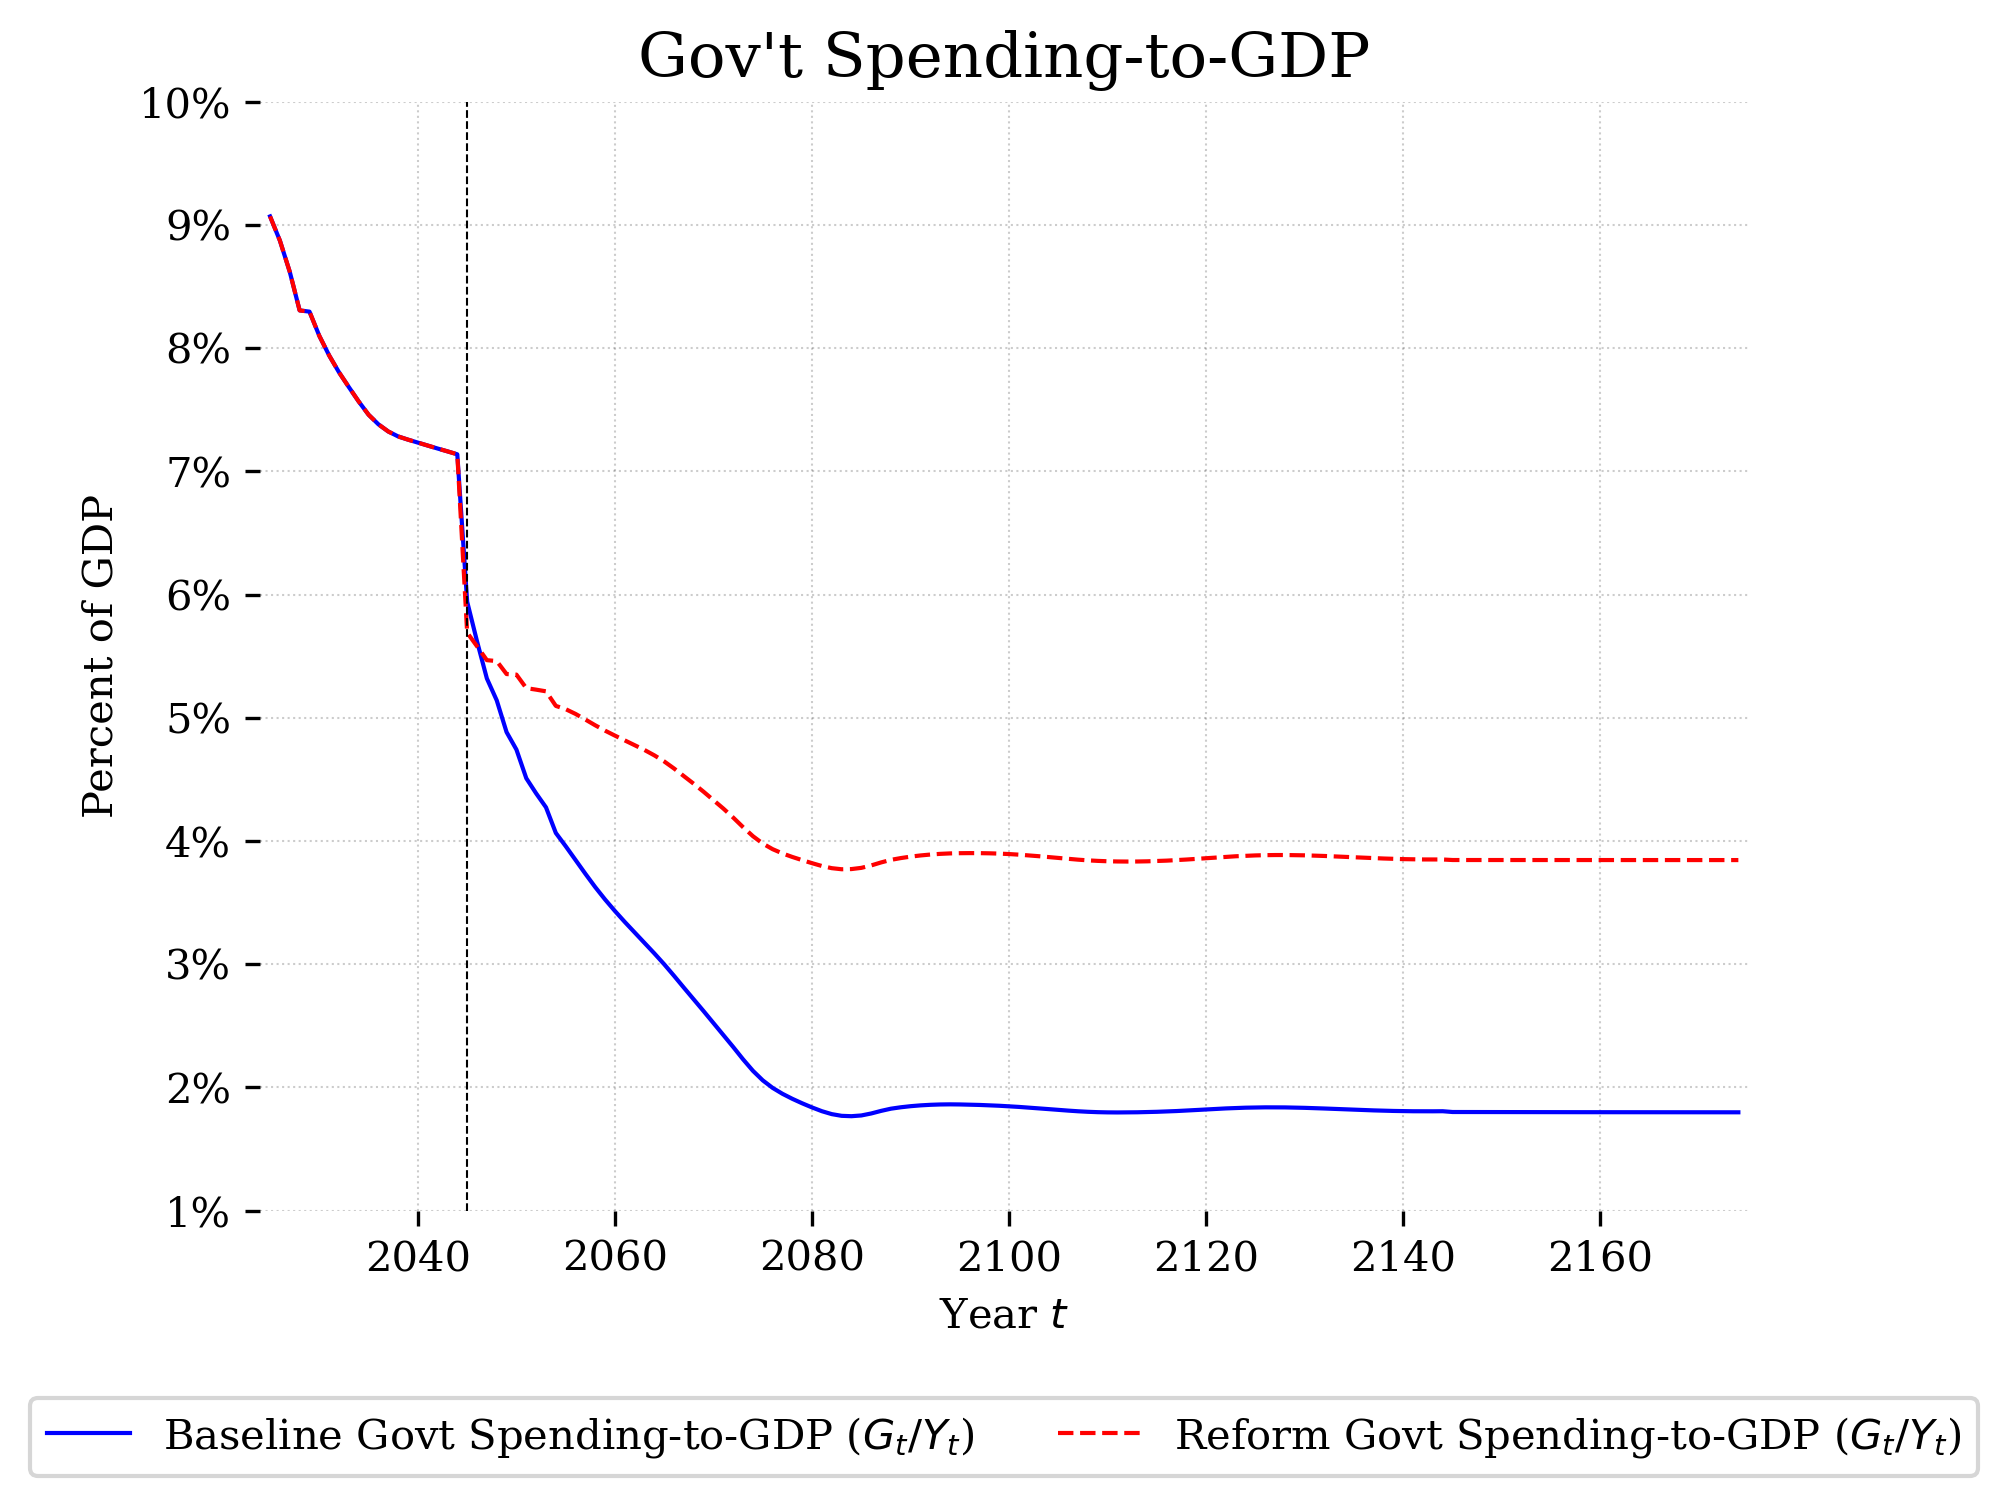 Gov't Spending-to-GDP
10%
9%
8%
7%
6%
5%
4%
3%
2%
1%
Percent of GDP
2040 2060 2080 2100 2120 2140 2160
Year t
Baseline Govt Spending-to-GDP (Gt/Yt) Reform Govt Spending-to-GDP (Gt/Yt)